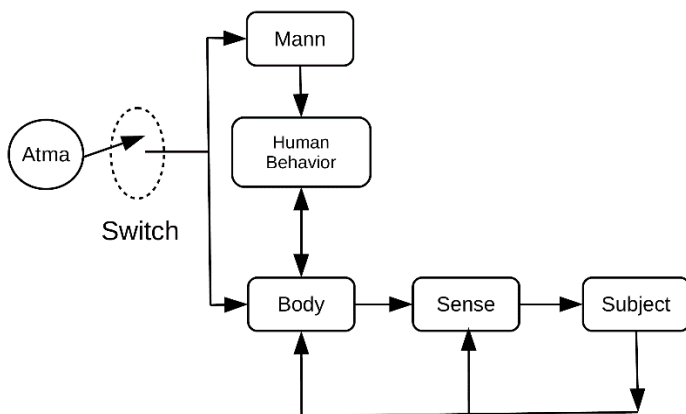 Mann
Atma
Human
Behavior
Switch
Body
Sense
Subject